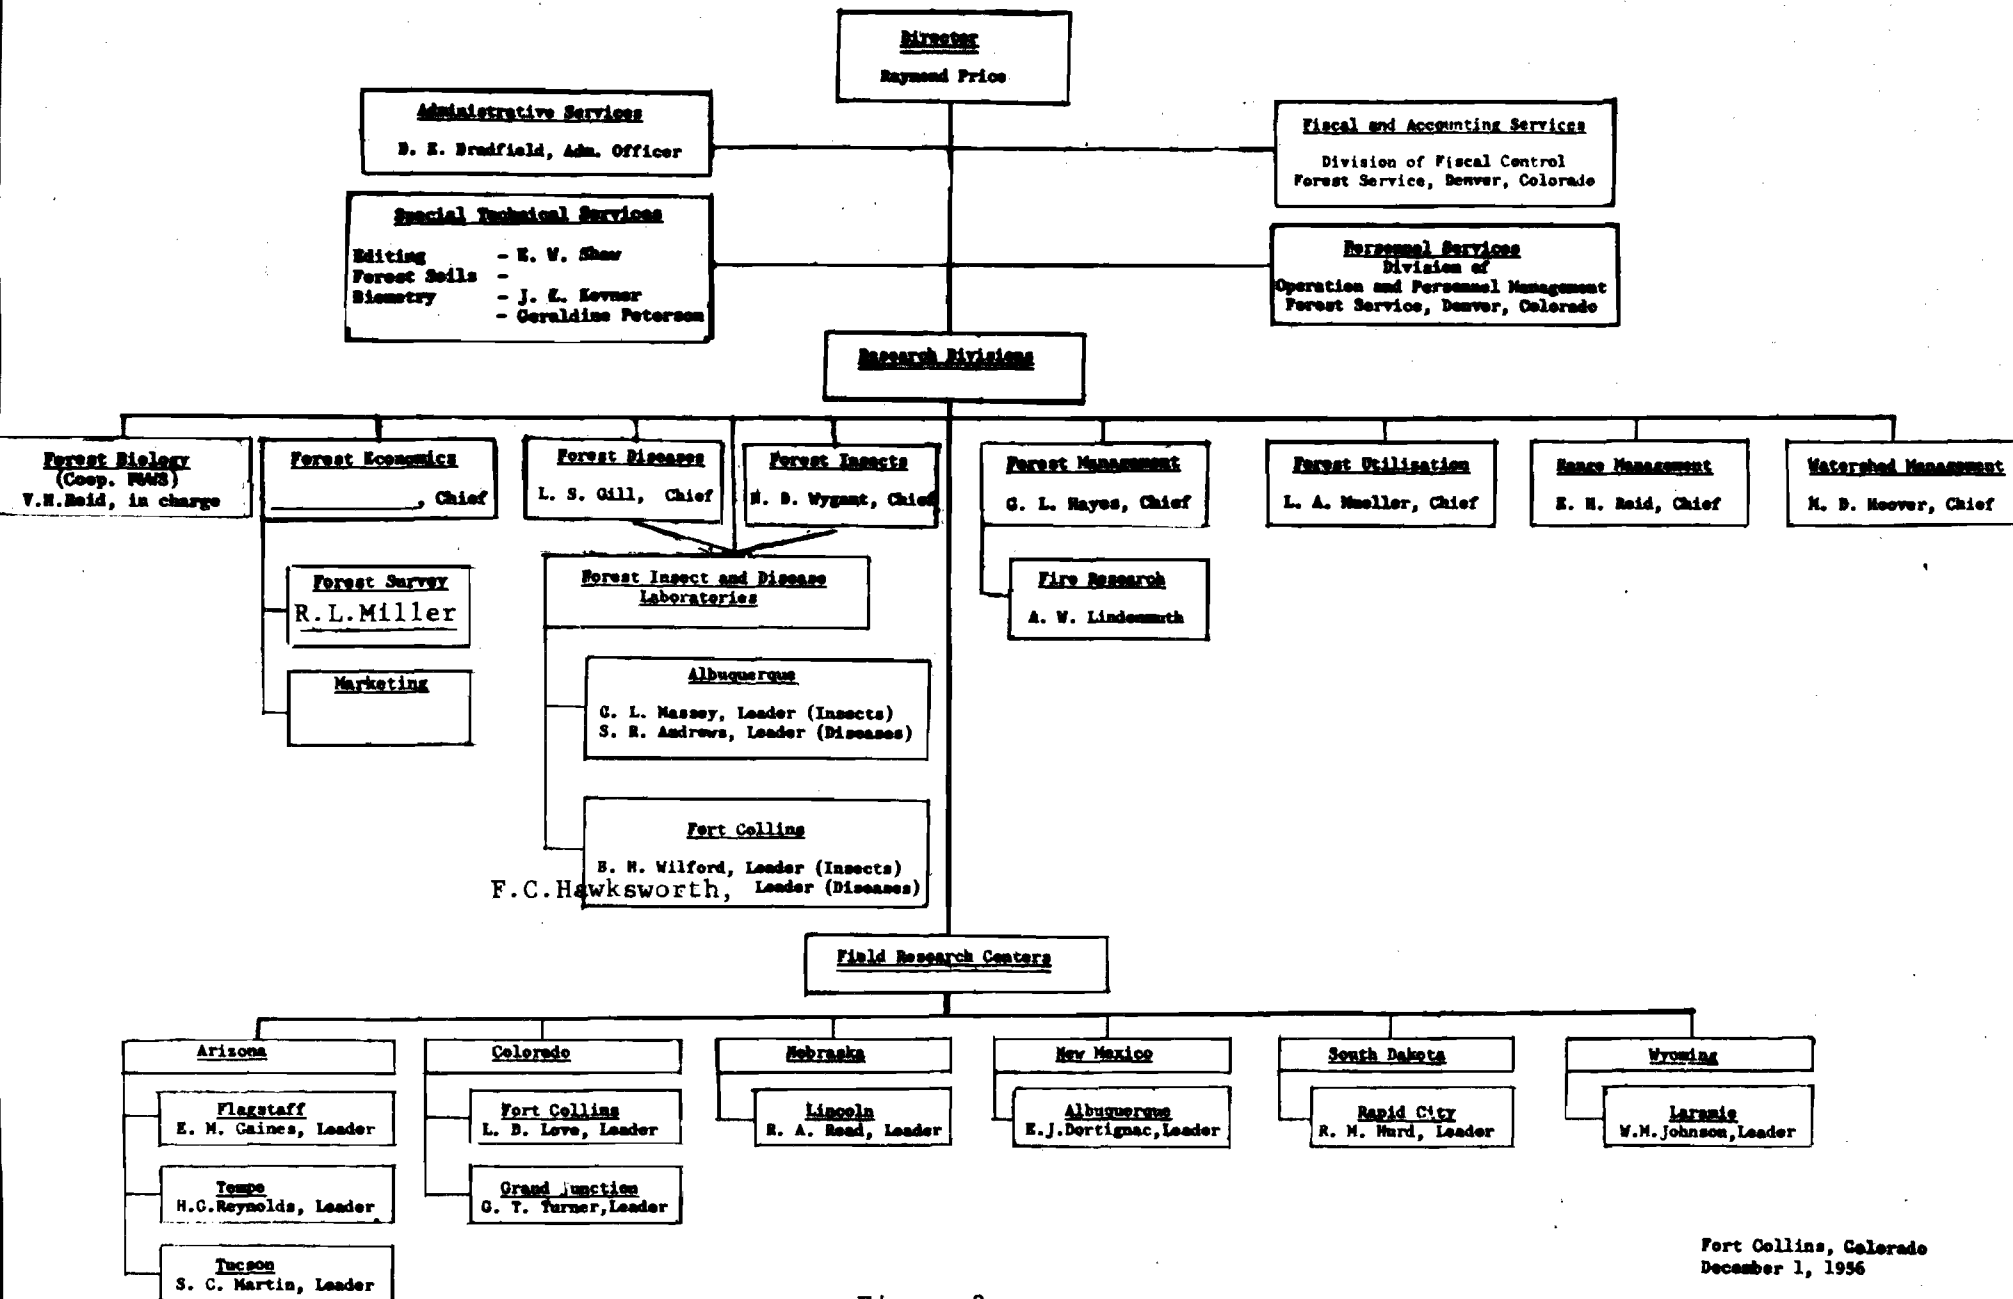 Director
Raymond Price
Administrative Services
D. E. Bradfield, Adm. Officer
Fiscal and Accounting Services
Division of Fiscal Control
Forest Service, Denver, Colorado
Special Technical Services
Editing - E. W. Shaw
Forest Soils -
Biometry - J. L. Kovner
- Geraldine Peterson
Personnel Services
Division of
Operation and Personnel Management
Forest Service, Denver, Colorado
Research Divisions
Forest Biology
(Coop. F&WS)
V.H.Reid, in charge
Forest Economics
, Chief
Forest Diseases
L. S. Gill, Chief
Forest Insects
N. D. Wygant, Chief
Forest Management
G. L. Hayes, Chief
Forest Utilization
L. A. Mueller, Chief
Range Management
E. H. Reid, Chief
Watershed Management
M. D. Hoover, Chief
Forest Survey
R.L.Miller
Marketing
Forest Insect and Disease
Laboratories
Albuquerque
C. L. Massey, Leader (Insects)
S. R. Andrews, Leader (Diseases)
Fort Collins
B. H. Wilford, Leader (Insects)
F.C.Hawksworth, Leader (Diseases)
Fire Research
A. W. Lindenmuth
Field Research Centers
Arizona
Flagstaff
E. M. Gaines, Leader
Tempe
H.G.Reynolds, Leader
Tucson
S. C. Martin, Leader
Colorado
Fort Collins
L. D. Love, Leader
Grand Junction
G. T. Turner,Leader
Nebraska
Lincoln
R. A. Read, Leader
New Mexico
Albuquerque
E.J.Dortignac,Leader
South Dakota
Rapid City
R. M. Hurd, Leader
Wyoming
Laramie
W.M.Johnson,Leader
Fort Collins, Colorado
December 1, 1956